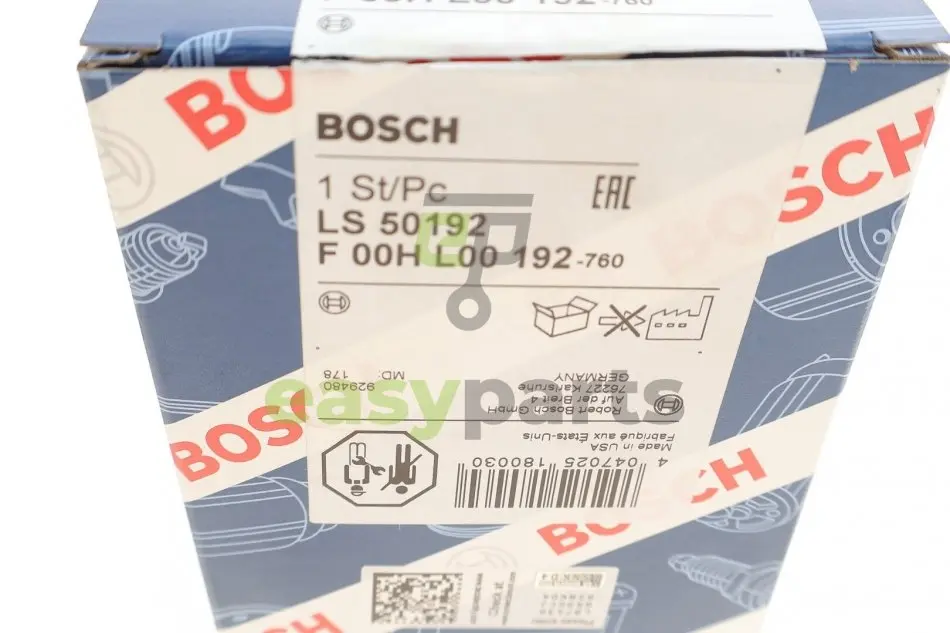 F 00H L00 192-760
BOSCH
BOSCH
BOSCH
1 St/Pc
EAC
LS 50192
F 00H L00 192-760
MD: 178
929480
easyparts
Robert Bosch GmbH
Auf der Breit 4
76227 Karlsruhe
GERMANY
Made in USA
Fabriqué aux États-Unis
4 047025 180030
BOSCH
BOSCH